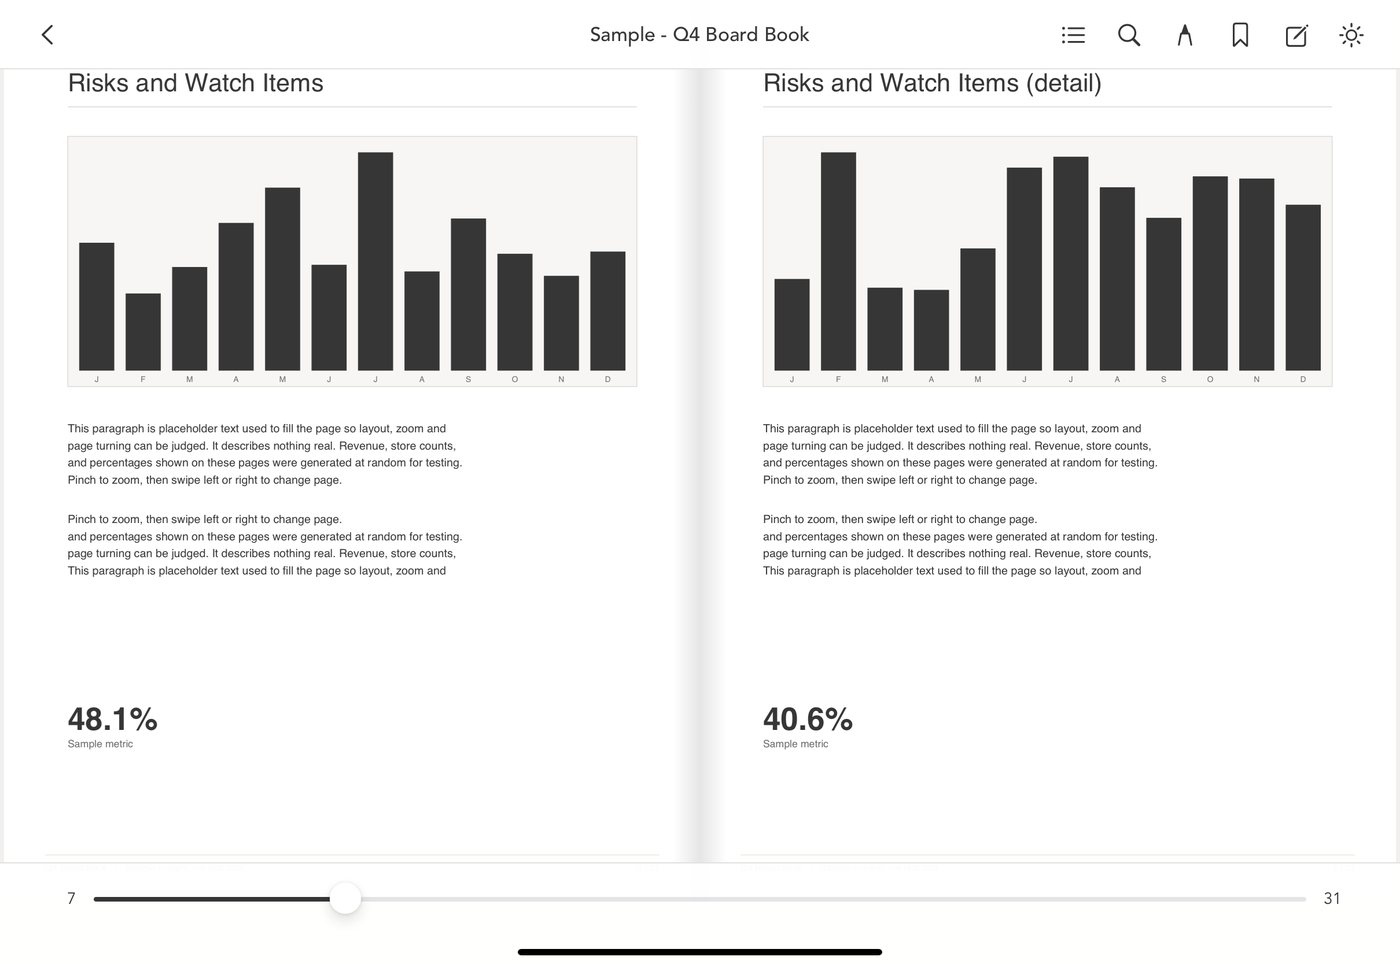 Sample - Q4 Board Book
Risks and Watch Items
J F M A M J J A S O N D
This paragraph is placeholder text used to fill the page so layout, zoom and
page turning can be judged. It describes nothing real. Revenue, store counts,
and percentages shown on these pages were generated at random for testing.
Pinch to zoom, then swipe left or right to change page.
Pinch to zoom, then swipe left or right to change page.
and percentages shown on these pages were generated at random for testing.
page turning can be judged. It describes nothing real. Revenue, store counts,
This paragraph is placeholder text used to fill the page so layout, zoom and
48.1%
Sample metric
Risks and Watch Items (detail)
J F M A M J J A S O N D
This paragraph is placeholder text used to fill the page so layout, zoom and
page turning can be judged. It describes nothing real. Revenue, store counts,
and percentages shown on these pages were generated at random for testing.
Pinch to zoom, then swipe left or right to change page.
Pinch to zoom, then swipe left or right to change page.
and percentages shown on these pages were generated at random for testing.
page turning can be judged. It describes nothing real. Revenue, store counts,
This paragraph is placeholder text used to fill the page so layout, zoom and
40.6%
Sample metric
7
31